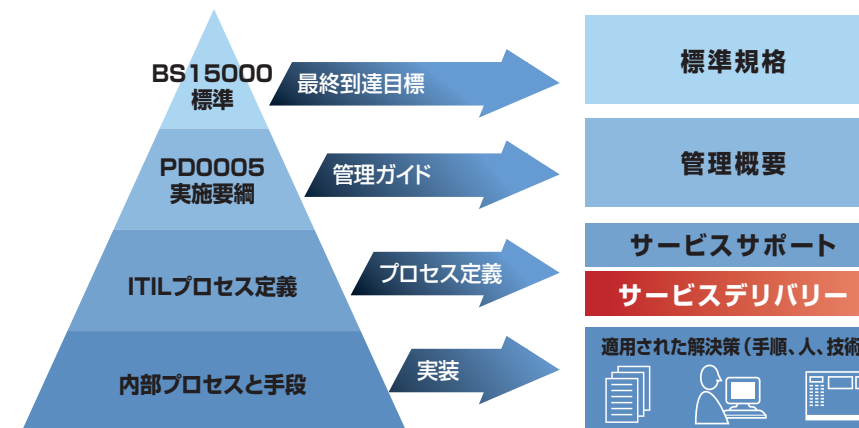 BS15000
標準
最終到達目標
標準規格
PD0005
実施要綱
管理ガイド
管理概要
ITILプロセス定義
プロセス定義
サービスサポート
サービスデリバリー
内部プロセスと手段
実装
適用された解決策(手順、人、技術